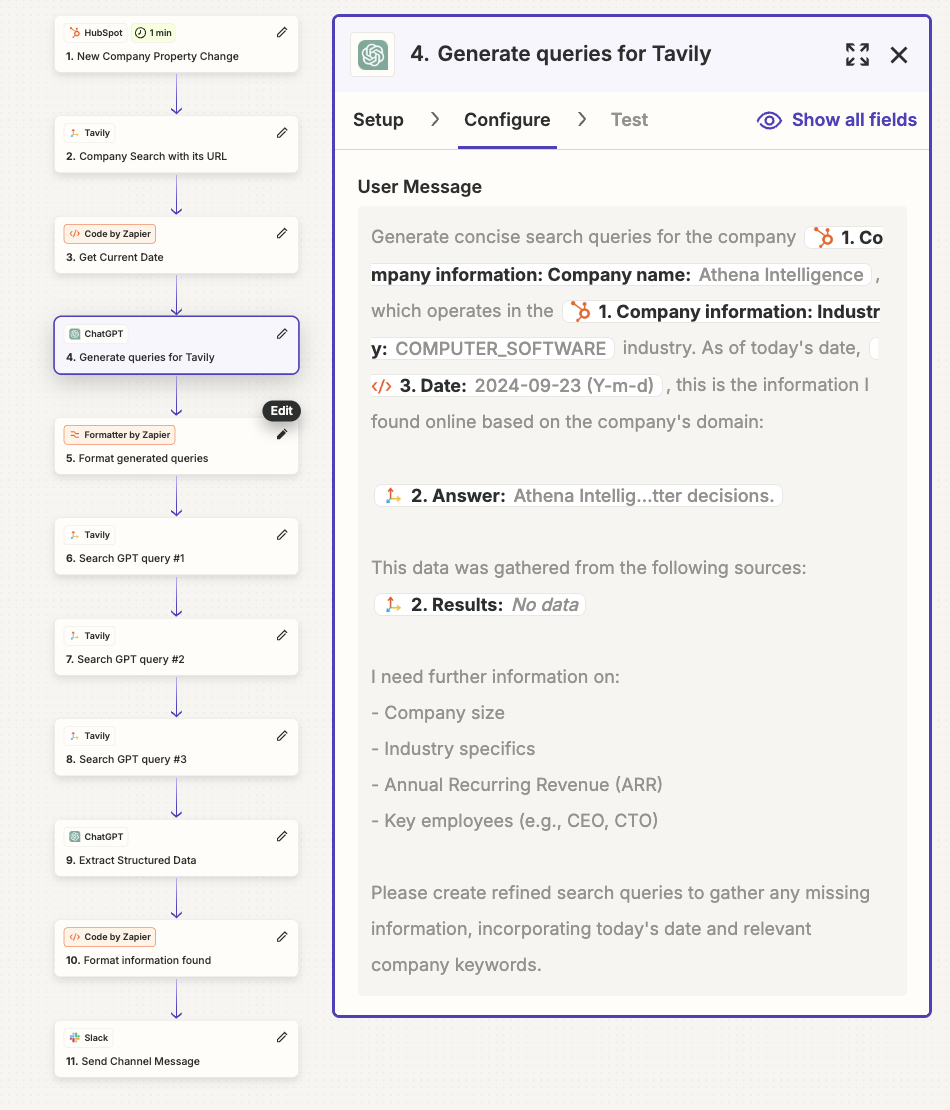 HubSpot 1 min
1. New Company Property Change
Tavily
2. Company Search with its URL
Code by Zapier
3. Get Current Date
ChatGPT
4. Generate queries for Tavily
Edit
Formatter by Zapier
5. Format generated queries
Tavily
6. Search GPT query #1
Tavily
7. Search GPT query #2
Tavily
8. Search GPT query #3
ChatGPT
9. Extract Structured Data
Code by Zapier
10. Format information found
Slack
11. Send Channel Message
4. Generate queries for Tavily
Setup Configure Test Show all fields
User Message
Generate concise search queries for the company 1. Co
mpany information: Company name: Athena Intelligence ,
which operates in the 1. Company information: Industr
y: COMPUTER_SOFTWARE industry. As of today's date,
3. Date: 2024-09-23 (Y-m-d) , this is the information I
found online based on the company's domain:
2. Answer: Athena Intellig...tter decisions.
This data was gathered from the following sources:
2. Results: No data
I need further information on:
- Company size
- Industry specifics
- Annual Recurring Revenue (ARR)
- Key employees (e.g., CEO, CTO)
Please create refined search queries to gather any missing
information, incorporating today's date and relevant
company keywords.